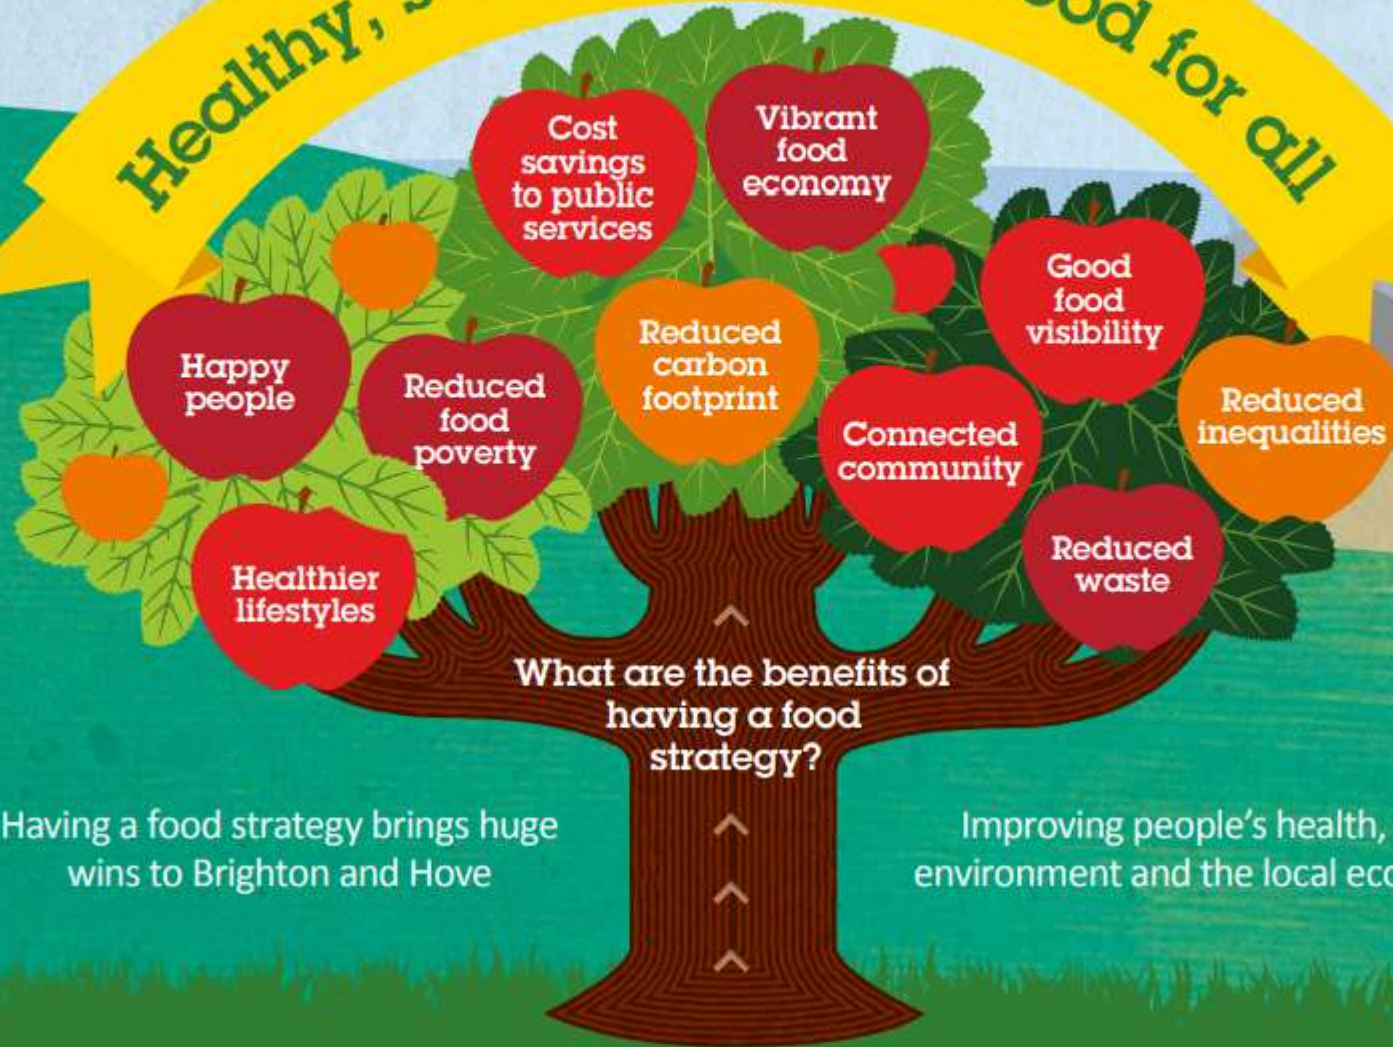 Healthy,
food for all
Cost
savings
to public
services
Vibrant
food
economy
Good
food
visibility
Happy
people
Reduced
food
poverty
Reduced
carbon
footprint
Connected
community
Reduced
inequalities
Healthier
lifestyles
Reduced
waste
What are the benefits of
having a food
strategy?
Having a food strategy brings huge
wins to Brighton and Hove
Improving people's health,
environment and the local